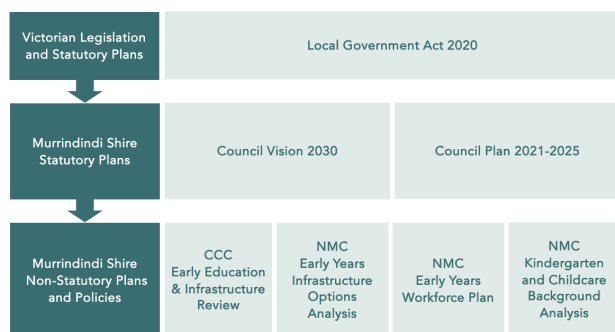 Victorian Legislation
and Statutory Plans
Local Government Act 2020
Murrindindi Shire
Statutory Plans
Council Vision 2030
Council Plan 2021-2025
Murrindindi Shire
Non-Statutory Plans
and Policies
CCC
Early Education
& Infrastructure
Review
NMC
Early Years
Infrastructure
Options
Analysis
NMC
Early Years
Workforce Plan
NMC
Kindergarten
and Childcare
Background
Analysis